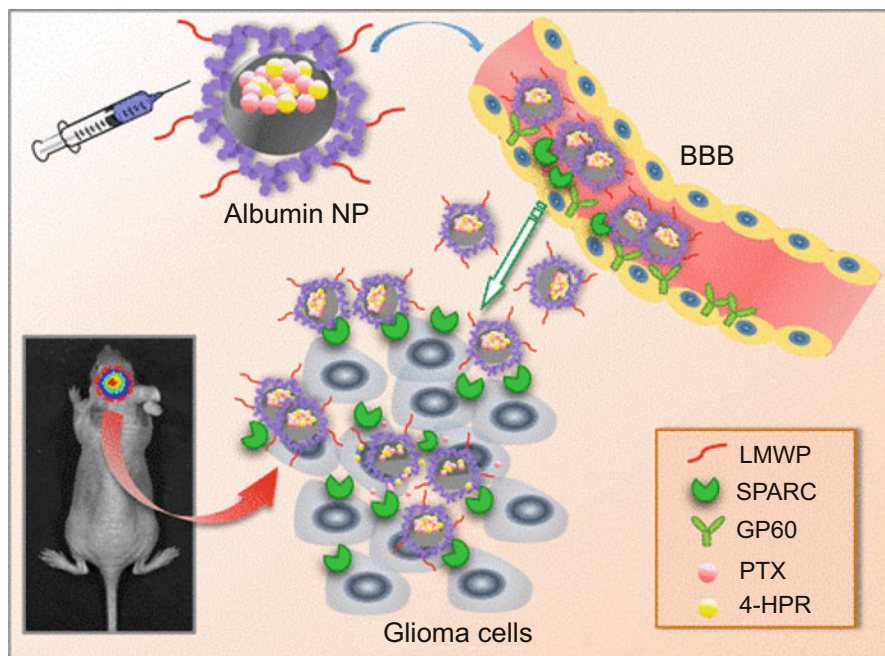 Albumin NP
BBB
Glioma cells
LMWP
SPARC
GP60
PTX
4-HPR